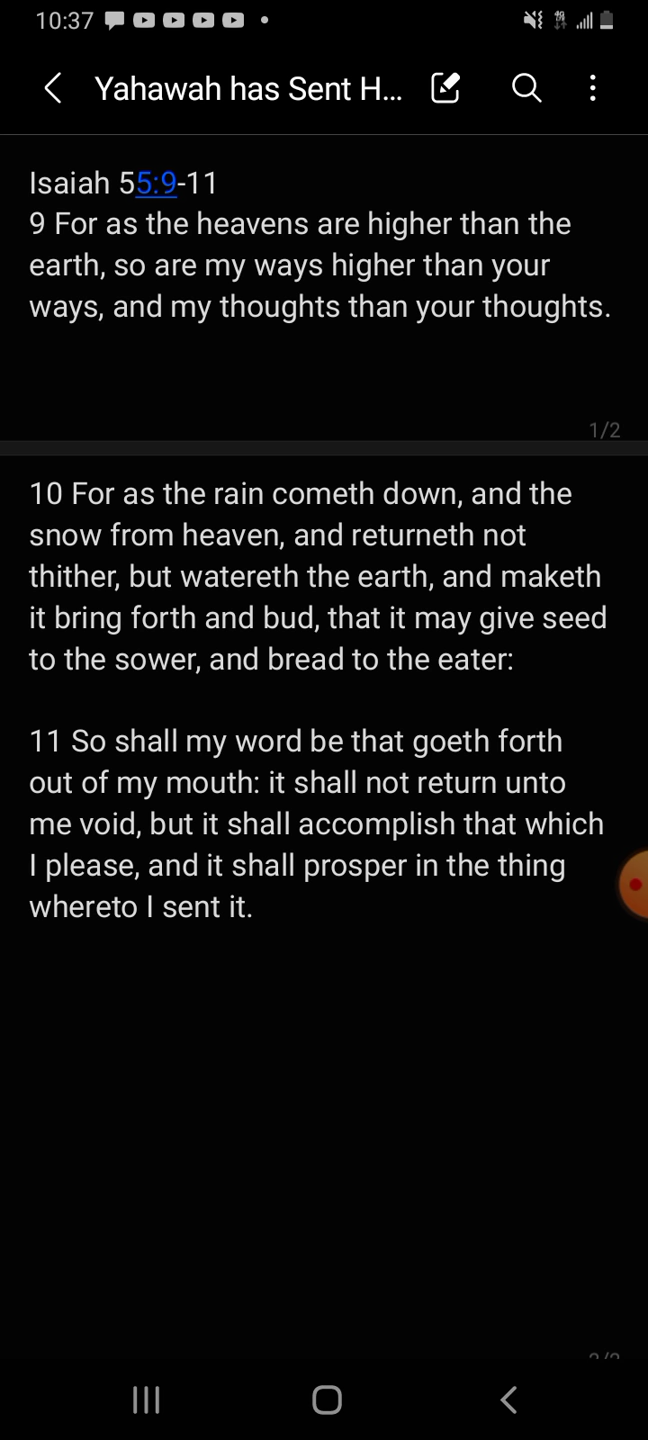 10:37
Yahawah has Sent H...
Isaiah 55:9-11
9 For as the heavens are higher than the
earth, so are my ways higher than your
ways, and my thoughts than your thoughts.
1/2
10 For as the rain cometh down, and the
snow from heaven, and returneth not
thither, but watereth the earth, and maketh
it bring forth and bud, that it may give seed
to the sower, and bread to the eater:
11 So shall my word be that goeth forth
out of my mouth: it shall not return unto
me void, but it shall accomplish that which
I please, and it shall prosper in the thing
whereto I sent it.